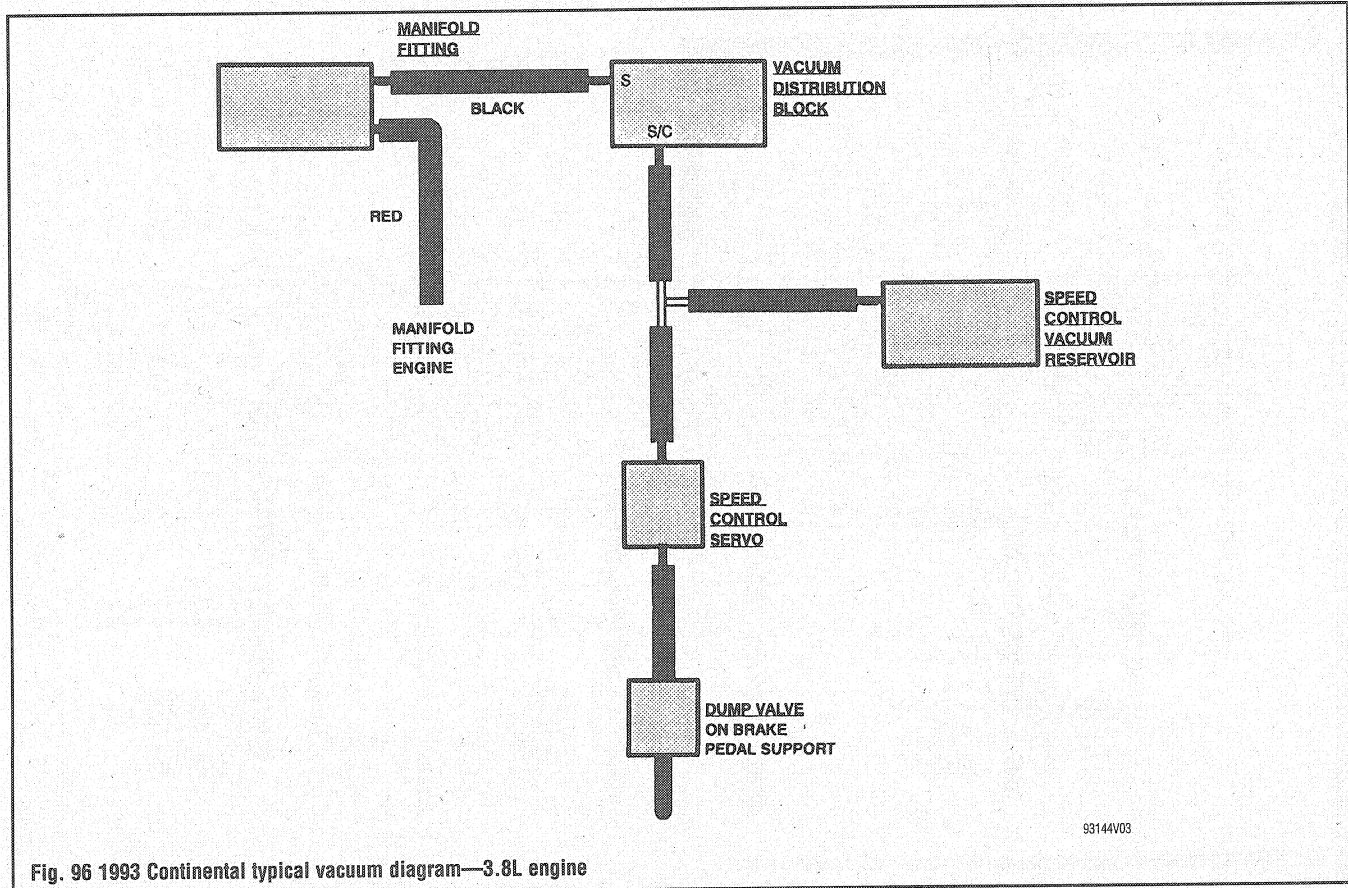 MANIFOLD
FITTING
BLACK
S
S/C
VACUUM
DISTRIBUTION
BLOCK
RED
MANIFOLD
FITTING
ENGINE
SPEED
CONTROL
VACUUM
RESERVOIR
SPEED
CONTROL
SERVO
DUMP VALVE
ON BRAKE
PEDAL SUPPORT
93144V03
Fig. 96 1993 Continental typical vacuum diagram—3.8L engine